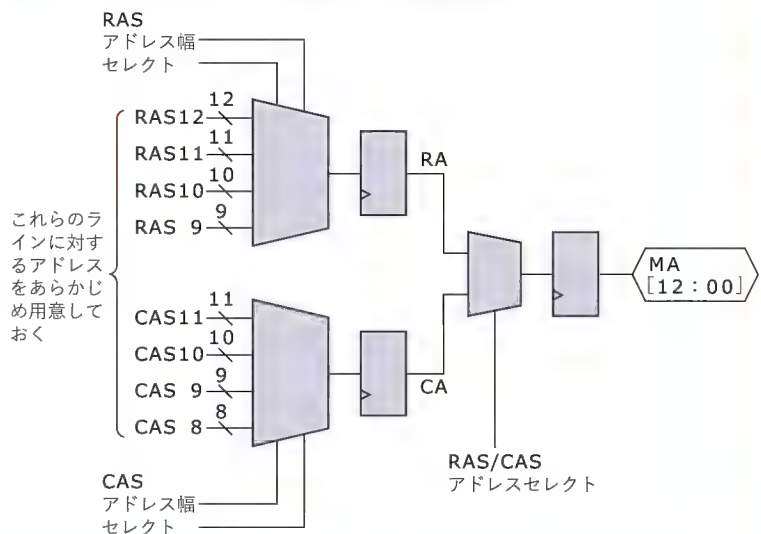 RAS
アドレス幅
セレクト
RAS12
12
RAS11
11
RAS10
10
RAS 9
9
これらのラ
インに対す
るアドレス
をあらかじ
め用意して
おく
CAS11
11
CAS10
10
CAS 9
9
CAS 8
8
CAS
アドレス幅
セレクト
RA
CA
RAS/CAS
アドレスセレクト
MA
[12：00]